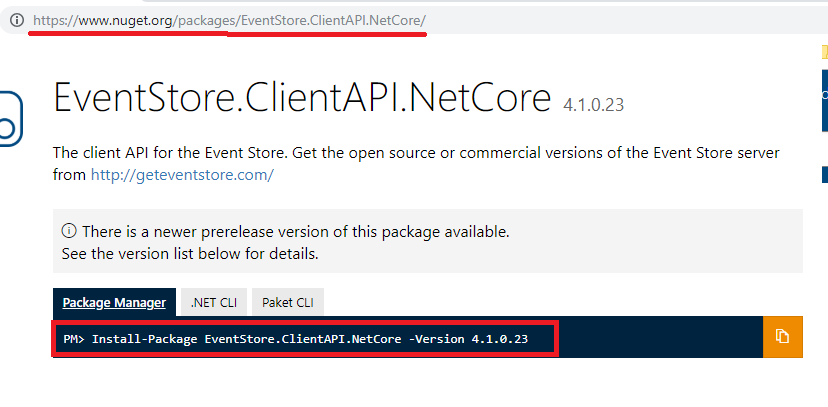 https://www.nuget.org/packages/EventStore.ClientAPI.NetCore/
EventStore.ClientAPI.NetCore 4.1.0.23
The client API for the Event Store. Get the open source or commercial versions of the Event Store server
from http://geteventstore.com/
There is a newer prerelease version of this package available.
See the version list below for details.
Package Manager .NET CLI Paket CLI
PM> Install-Package EventStore.ClientAPI.NetCore -Version 4.1.0.23